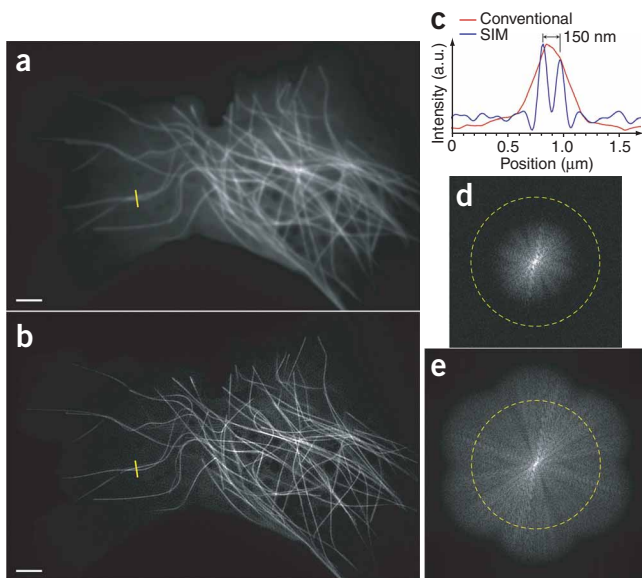 a
b
c
Conventional
SIM
150 nm
Intensity (a.u.)
0 0.5 1.0 1.5
Position (μm)
d
e